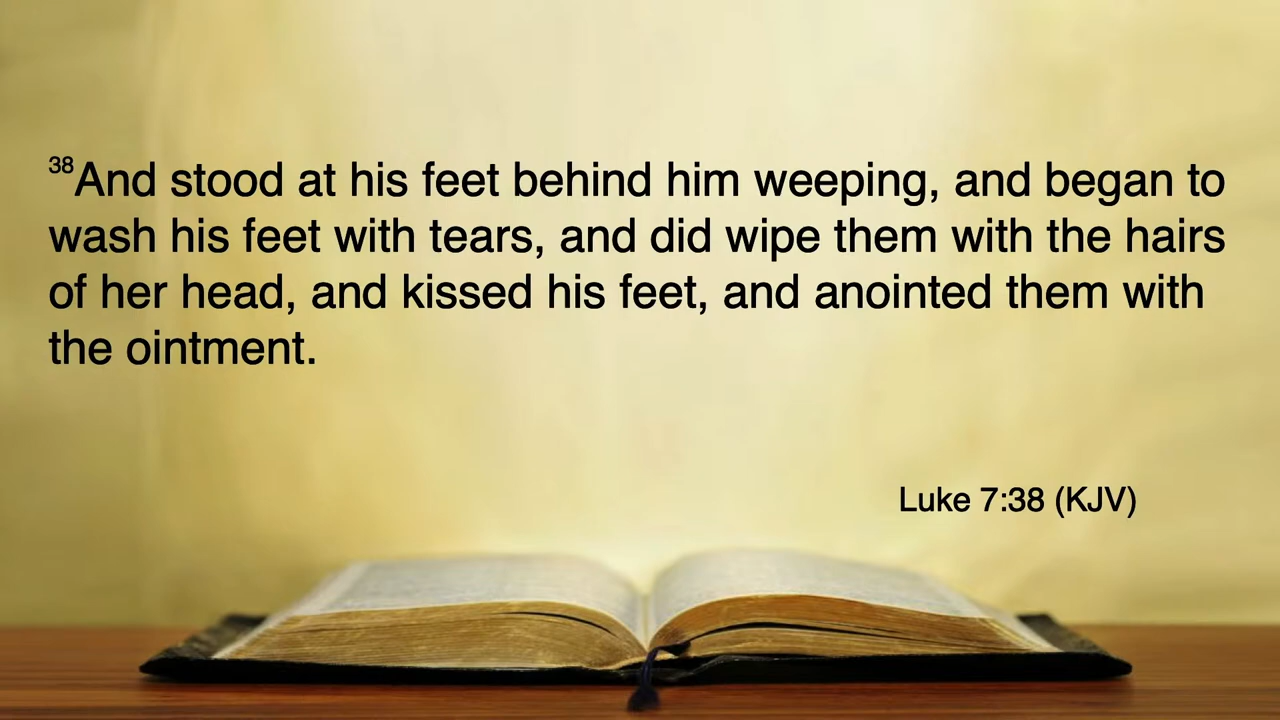 38And stood at his feet behind him weeping, and began to
wash his feet with tears, and did wipe them with the hairs
of her head, and kissed his feet, and anointed them with
the ointment.
Luke 7:38 (KJV)